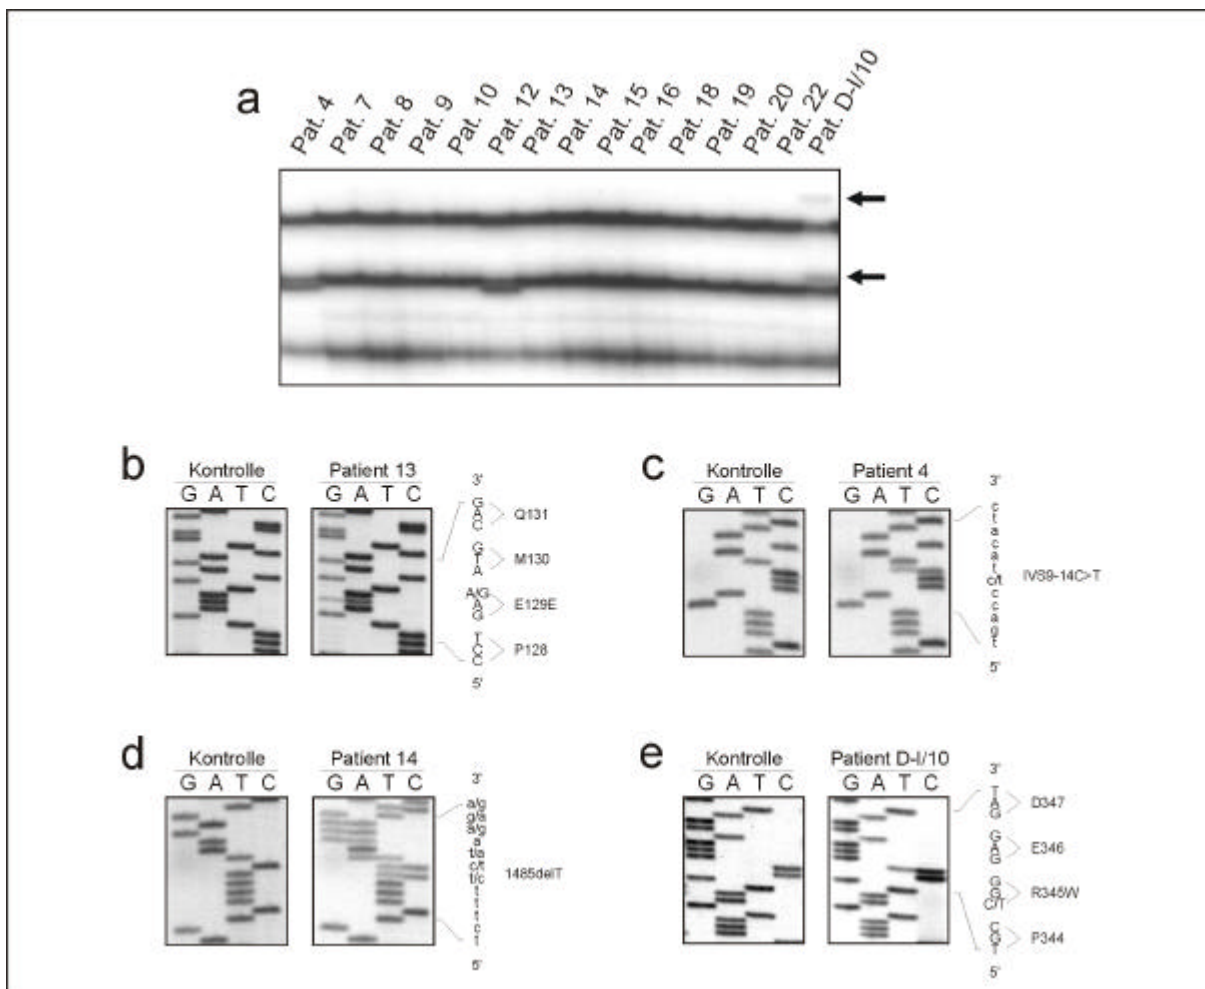 a
Pat. 4
Pat. 7
Pat. 8
Pat. 9
Pat. 10
Pat. 12
Pat. 13
Pat. 14
Pat. 15
Pat. 16
Pat. 18
Pat. 19
Pat. 20
Pat. 22
Pat. D-I/10
b
Kontrolle Patient 13
G A T C G A T C
3'
G
A
C
Q131
G
T
A
M130
A/G
A
G
E129E
T
C
C
P128
5'
c
Kontrolle Patient 4
G A T C G A T C
3'
c
t
a
c
a
t
c/t
c
c
a
g
t
IVS9-14C>T
5'
d
Kontrolle Patient 14
G A T C G A T C
3'
a/g
g/a
a/g
a
t/a
c/t
t/c
t
t
t
c
t
1485delT
5'
e
Kontrolle Patient D-I/10
G A T C G A T C
3'
T
A
G
D347
G
A
G
E346
G
G
C/T
R345W
C
G
T
P344
5'